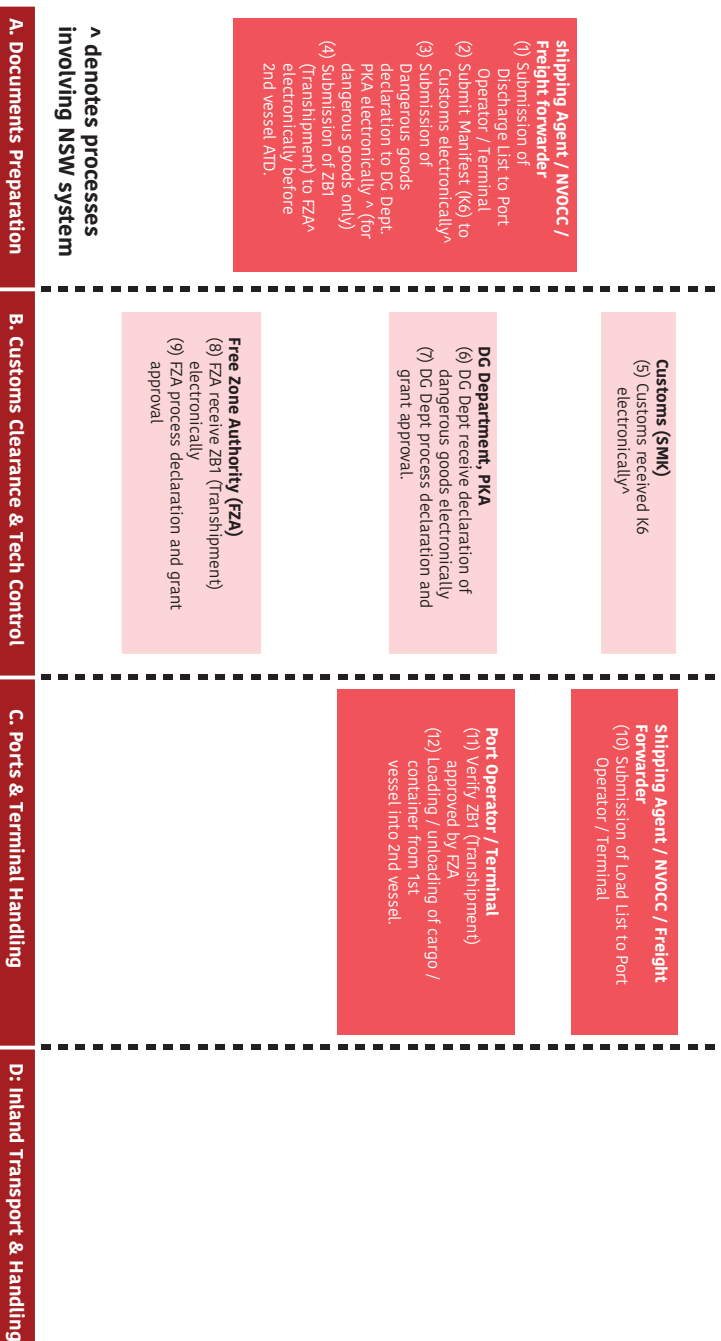 A. Documents Preparation
shipping Agent / NVOCC /
Freight forwarder
(1) Submission of
Discharge List to Port
Operator / Terminal
(2) Submit Manifest (K6) to
Customs electronically^
(3) Submission of
Dangerous goods
declaration to DG Dept.
PKA electronically ^ (for
dangerous goods only)
(4) Submission of ZB1
(Transhipment) to FZA^
electronically before
2nd vessel ATD.
^ denotes processes
involving NSW system
B. Customs Clearance & Tech Control
Customs (SMK)
(5) Customs received K6
electronically^
DG Department, PKA
(6) DG Dept receive declaration of
dangerous goods electronically
(7) DG Dept process declaration and
grant approval.
Free Zone Authority (FZA)
(8) FZA receive ZB1 (Transhipment)
electronically
(9) FZA process declaration and grant
approval
C. Ports & Terminal Handling
Shipping Agent / NVOCC / Freight
Forwarder
(10) Submission of Load List to Port
Operator / Terminal
Port Operator / Terminal
(11) Verify ZB1 (Transhipment)
approved by FZA
(12) Loading / unloading of cargo /
container from 1st
vessel into 2nd vessel.
D: Inland Transport & Handling